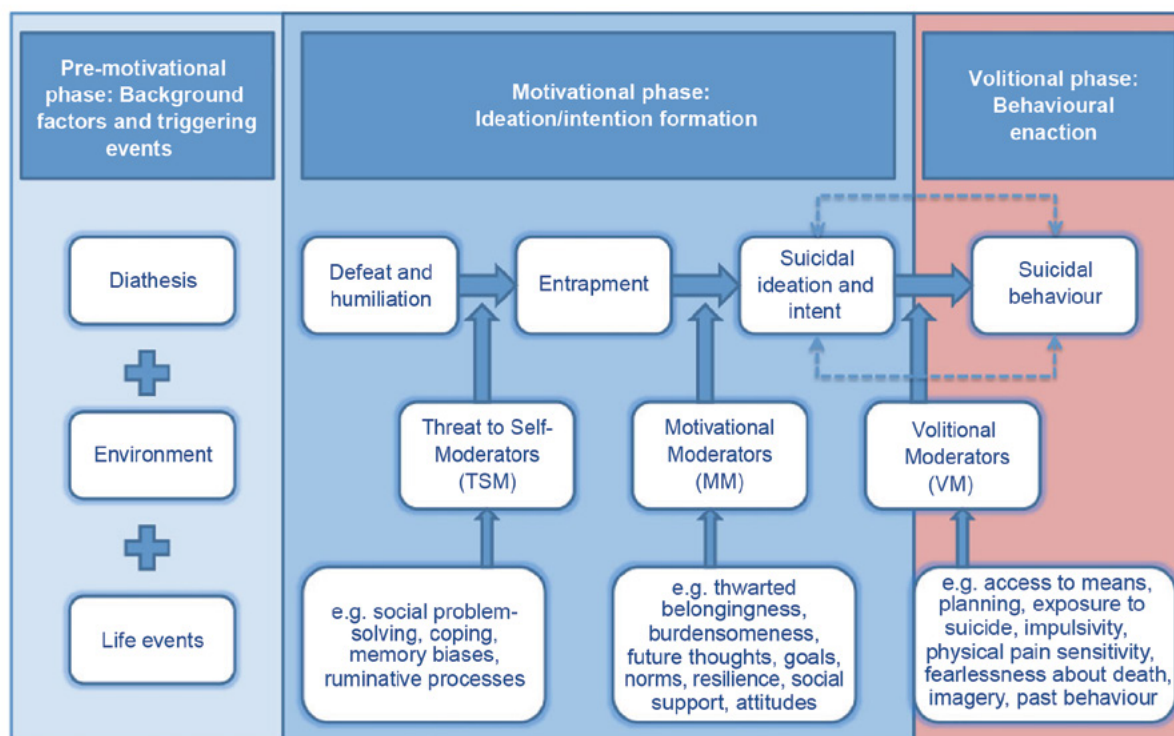 Pre-motivational
phase: Background
factors and triggering
events
Motivational phase:
Ideation/intention formation
Volitional phase:
Behavioural
enaction
Diathesis
Environment
Life events
Defeat and
humiliation
Entrapment
Suicidal
ideation and
intent
Suicidal
behaviour
Threat to Self-
Moderators
(TSM)
Motivational
Moderators
(MM)
Volitional
Moderators
(VM)
e.g. social problem-
solving, coping,
memory biases,
ruminative processes
e.g. thwarted
belongingness,
burdensomeness,
future thoughts, goals,
norms, resilience, social
support, attitudes
e.g. access to means,
planning, exposure to
suicide, impulsivity,
physical pain sensitivity,
fearlessness about death,
imagery, past behaviour